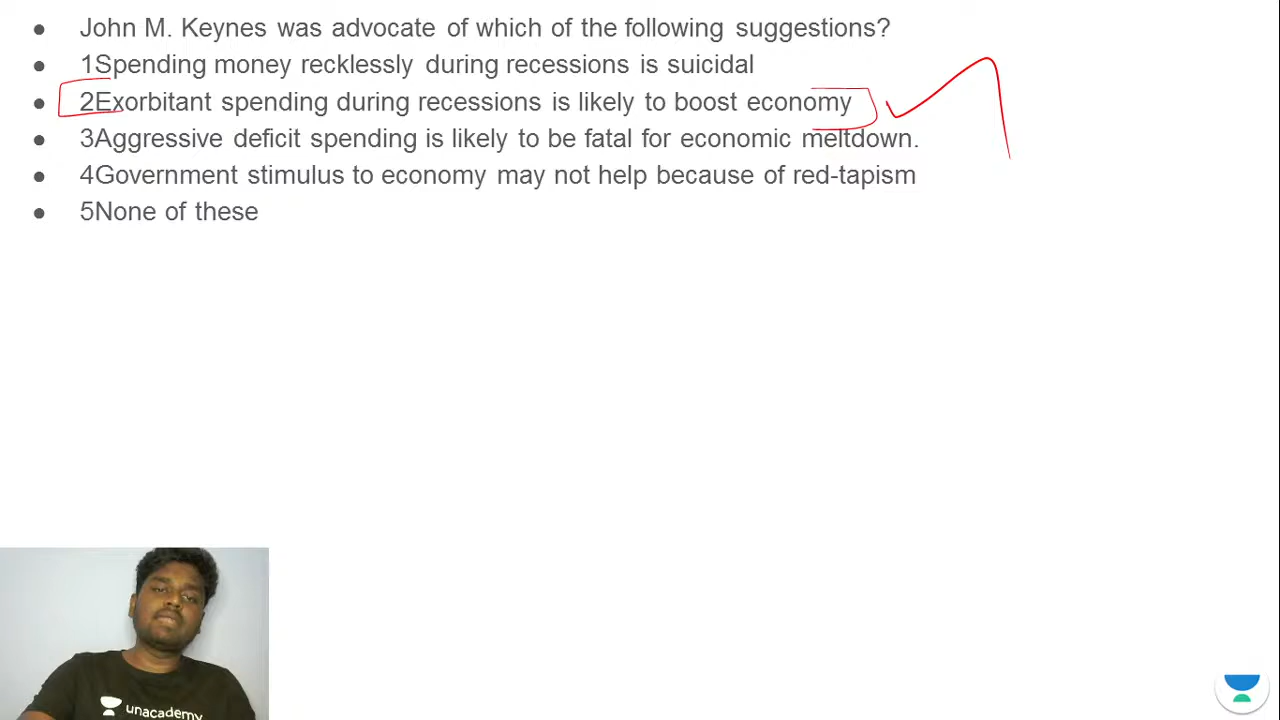 ● John M. Keynes was advocate of which of the following suggestions?
● 1Spending money recklessly during recessions is suicidal
● 2Exorbitant spending during recessions is likely to boost economy
● 3Aggressive deficit spending is likely to be fatal for economic meltdown.
● 4Government stimulus to economy may not help because of red-tapism
● 5None of these
unacademy